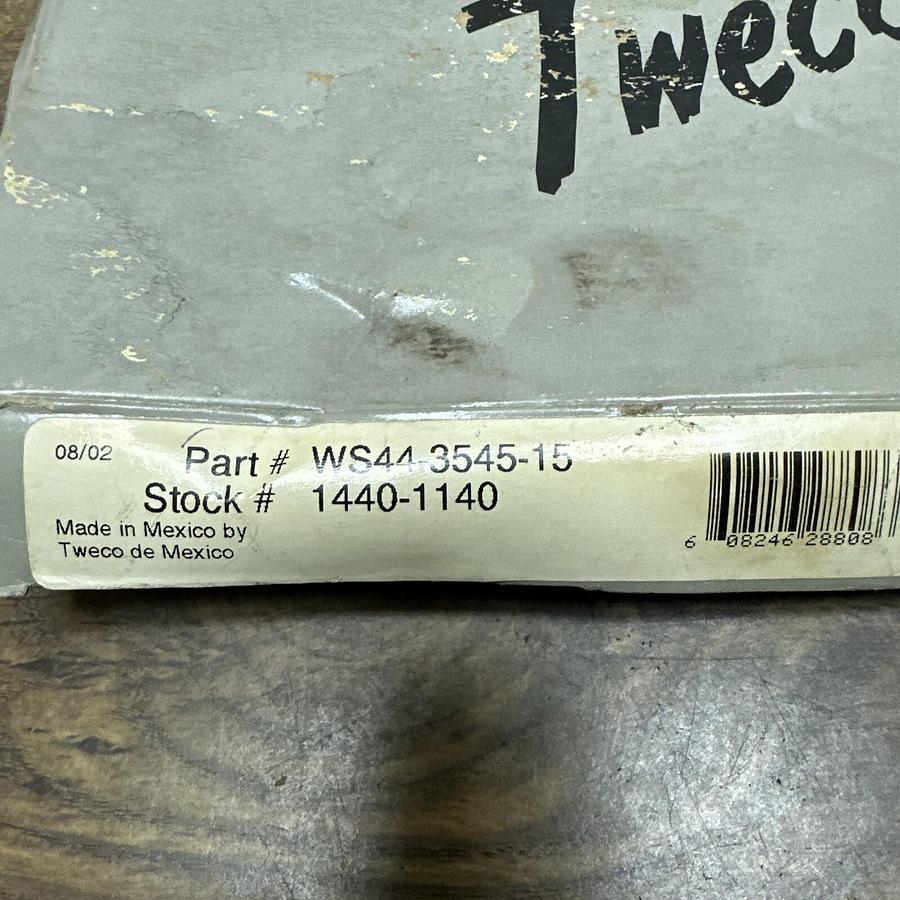 Tweco
08/02
Part # WS44-3545-15
Stock # 1440-1140
Made in Mexico by
Tweco de Mexico
6 08246 28808